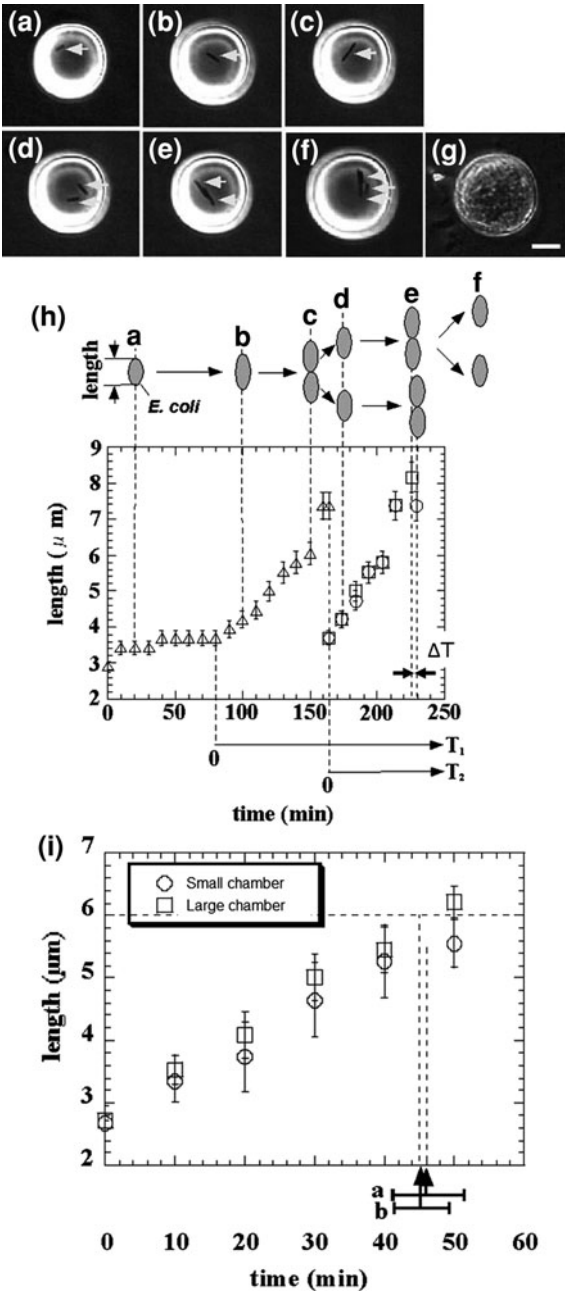 (a) (b) (c)
(d) (e) (f) (g)
(h)
a b c d e f
length
E. coli
length (μ m)
9
8
7
6
5
4
3
2
0 50 100 150 200 250
ΔT
0 T1
0 T2
time (min)
(i)
length (μm)
7
6
5
4
3
2
Small chamber
Large chamber
a
b
0 10 20 30 40 50 60
time (min)